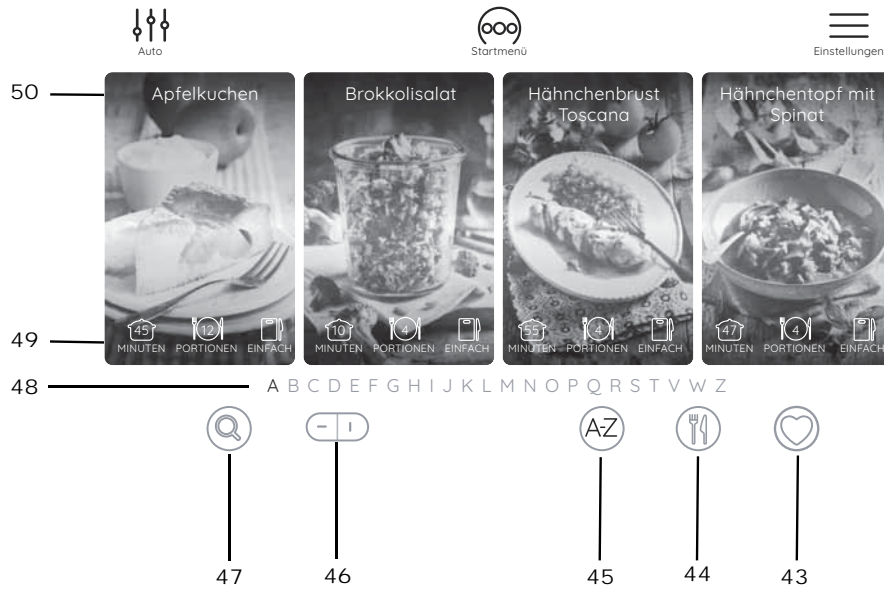 Auto
Startmenü
Einstellungen
50
Apfelkuchen
Brokkolisalat
Hähnchenbrust
Toscana
Hähnchentopf mit
Spinat
49
45
MINUTEN
12
PORTIONEN
EINFACH
10
MINUTEN
4
PORTIONEN
EINFACH
55
MINUTEN
4
PORTIONEN
EINFACH
47
MINUTEN
4
PORTIONEN
EINFACH
48
A B C D E F G H I J K L M N O P Q R S T V W Z
A-Z
47
46
45
44
43